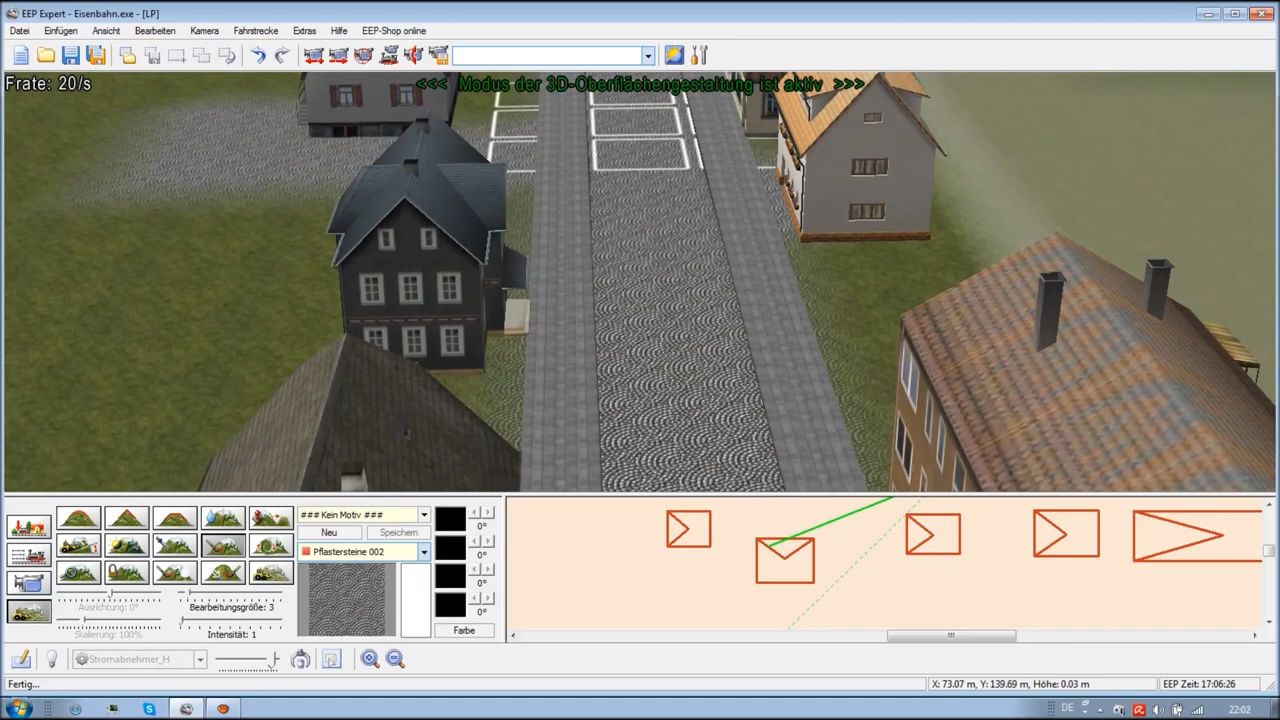 EEP Expert - Eisenbahn.exe - [LP]
Datei Einfügen Ansicht Bearbeiten Kamera Fahrstrecke Extras Hilfe EEP-Shop online
Frate: 20/s
<<< Modus der 3D-Oberflächengestaltung ist aktiv >>>
### Kein Motiv ###
Neu Speichern
Pflastersteine 002
0°
0°
0°
0°
Ausrichtung: 0° Bearbeitungsgröße: 3
Skalierung: 100% Intensität: 1
Farbe
Stromabnehmer_H
Fertig...
X: 73.07 m, Y: 139.69 m, Höhe: 0.03 m
EEP Zeit: 17:06:26
DE
22:02